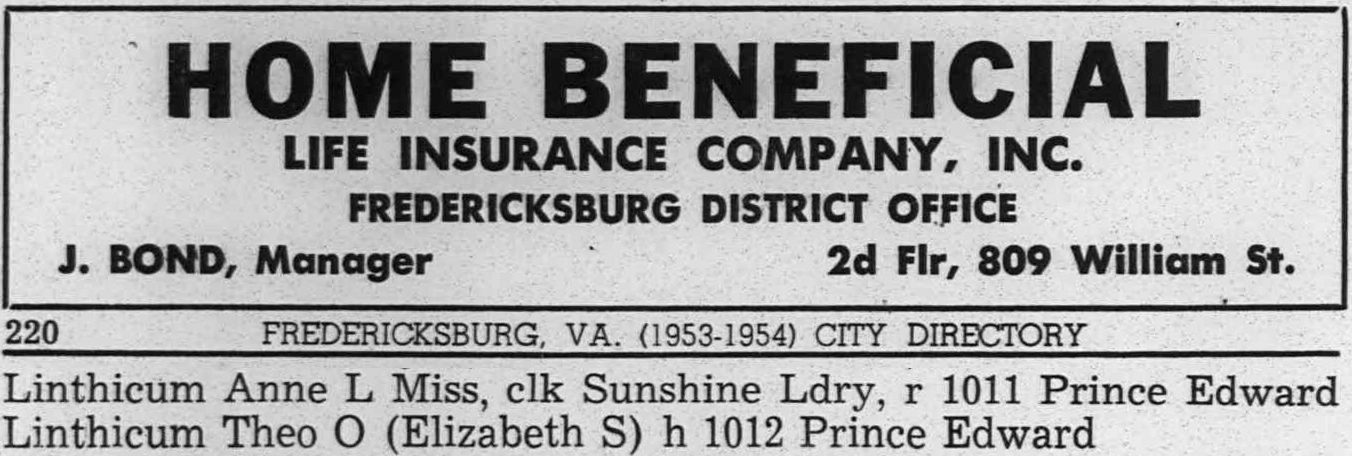 HOME BENEFICIAL
LIFE INSURANCE COMPANY, INC.
FREDERICKSBURG DISTRICT OFFICE
J. BOND, Manager 2d Flr, 809 William St.
220 FREDERICKSBURG, VA. (1953-1954) CITY DIRECTORY
Linthicum Anne L Miss, clk Sunshine Ldry, r 1011 Prince Edward
Linthicum Theo O (Elizabeth S) h 1012 Prince Edward